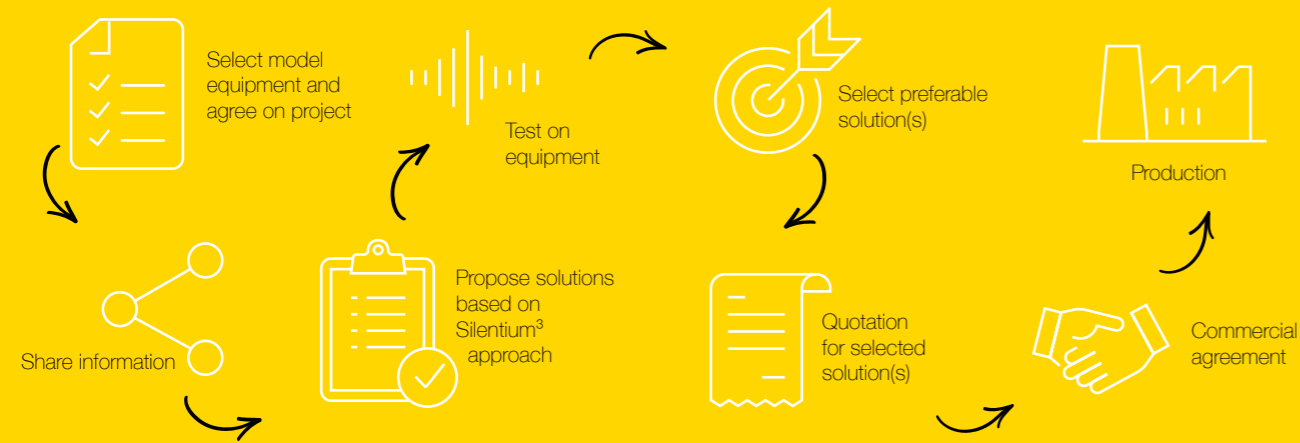 Select model
equipment and
agree on project
Share information
Propose solutions
based on
Silentium³
approach
Test on
equipment
Select preferable
solution(s)
Quotation
for selected
solution(s)
Commercial
agreement
Production